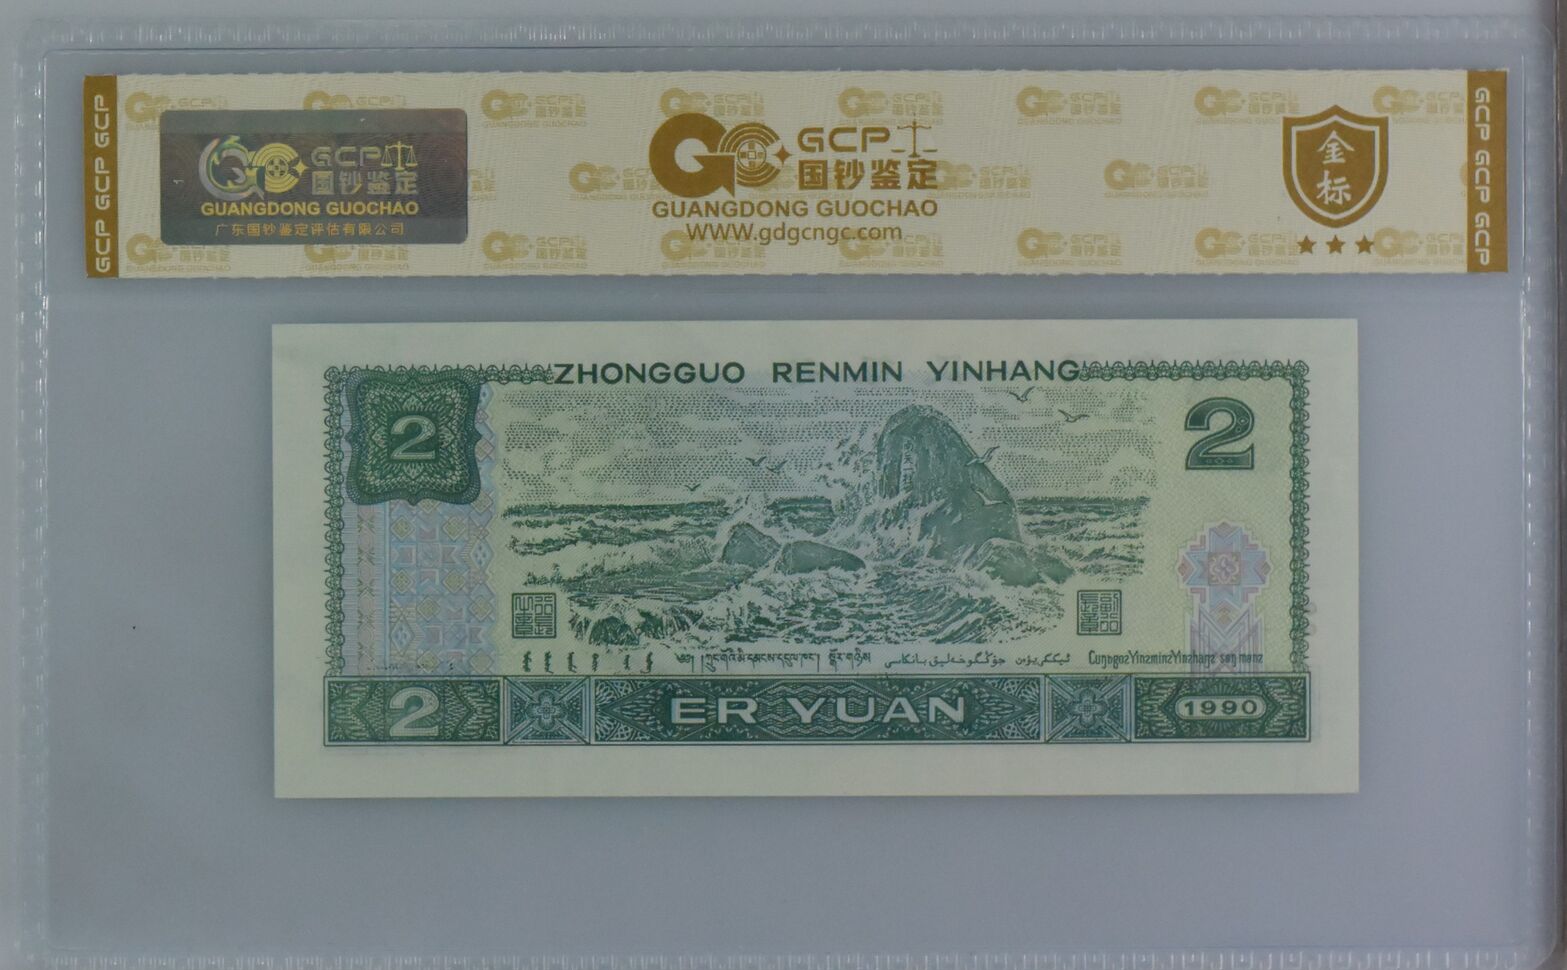 GCP GCP GCP
GCP
国钞鉴定
GUANGDONG GUOCHAO
广东国钞鉴定评估有限公司
GCP
国钞鉴定
GUANGDONG GUOCHAO
WWW.gdgcngc.com
金标
GCP GCP GCP
ZHONGGUO RENMIN YINHANG
2
2
2
ER YUAN
1990